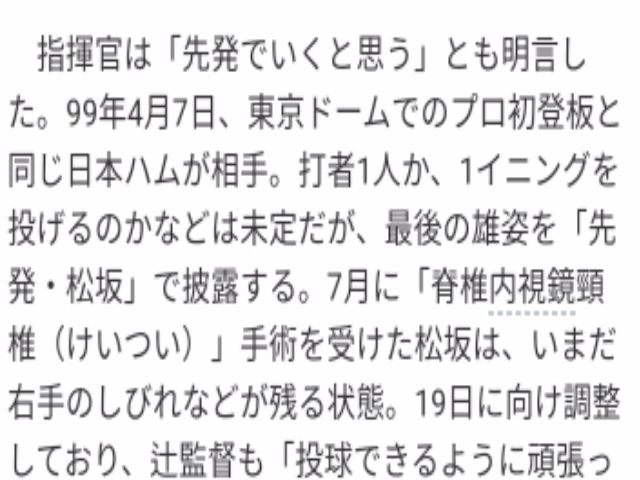 指揮官は「先発でいくと思う」とも明言し
た。99年4月7日、東京ドームでのプロ初登板と
同じ日本ハムが相手。打者1人か、1イニングを
投げるのかなどは未定だが、最後の雄姿を「先
発・松坂」で披露する。7月に「脊椎内視鏡頸
椎（けいつい）」手術を受けた松坂は、いまだ
右手のしびれなどが残る状態。19日に向け調整
しており、辻監督も「投球できるように頑張っ